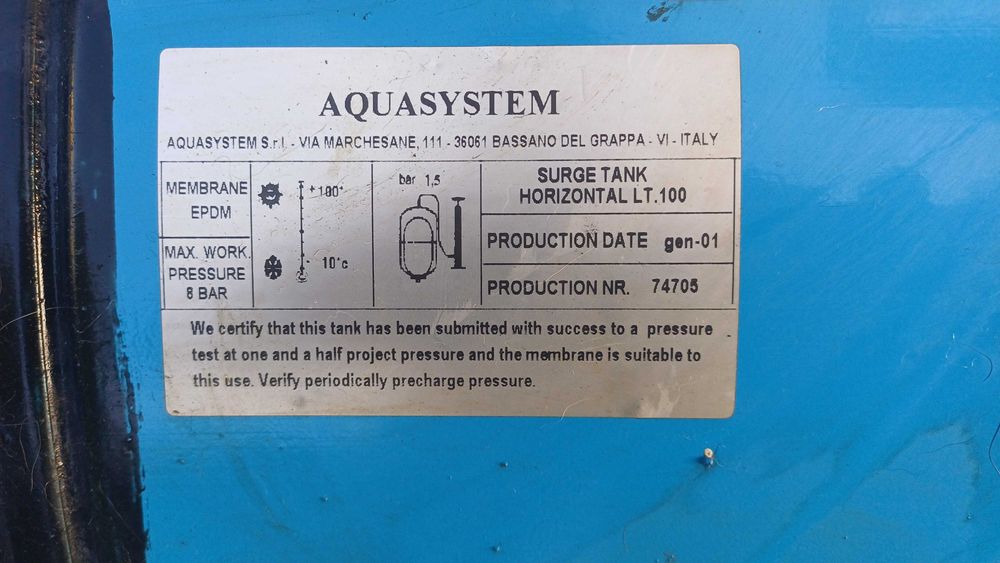 AQUASYSTEM
AQUASYSTEM S.r.l. - VIA MARCHESANE, 111 - 36061 BASSANO DEL GRAPPA - VI - ITALY
MEMBRANE
EPDM
MAX. WORK.
PRESSURE
8 BAR
+100°
10°c
bar 1,5
SURGE TANK
HORIZONTAL LT.100
PRODUCTION DATE gen-01
PRODUCTION NR. 74705
We certify that this tank has been submitted with success to a pressure
test at one and a half project pressure and the membrane is suitable to
this use. Verify periodically precharge pressure.